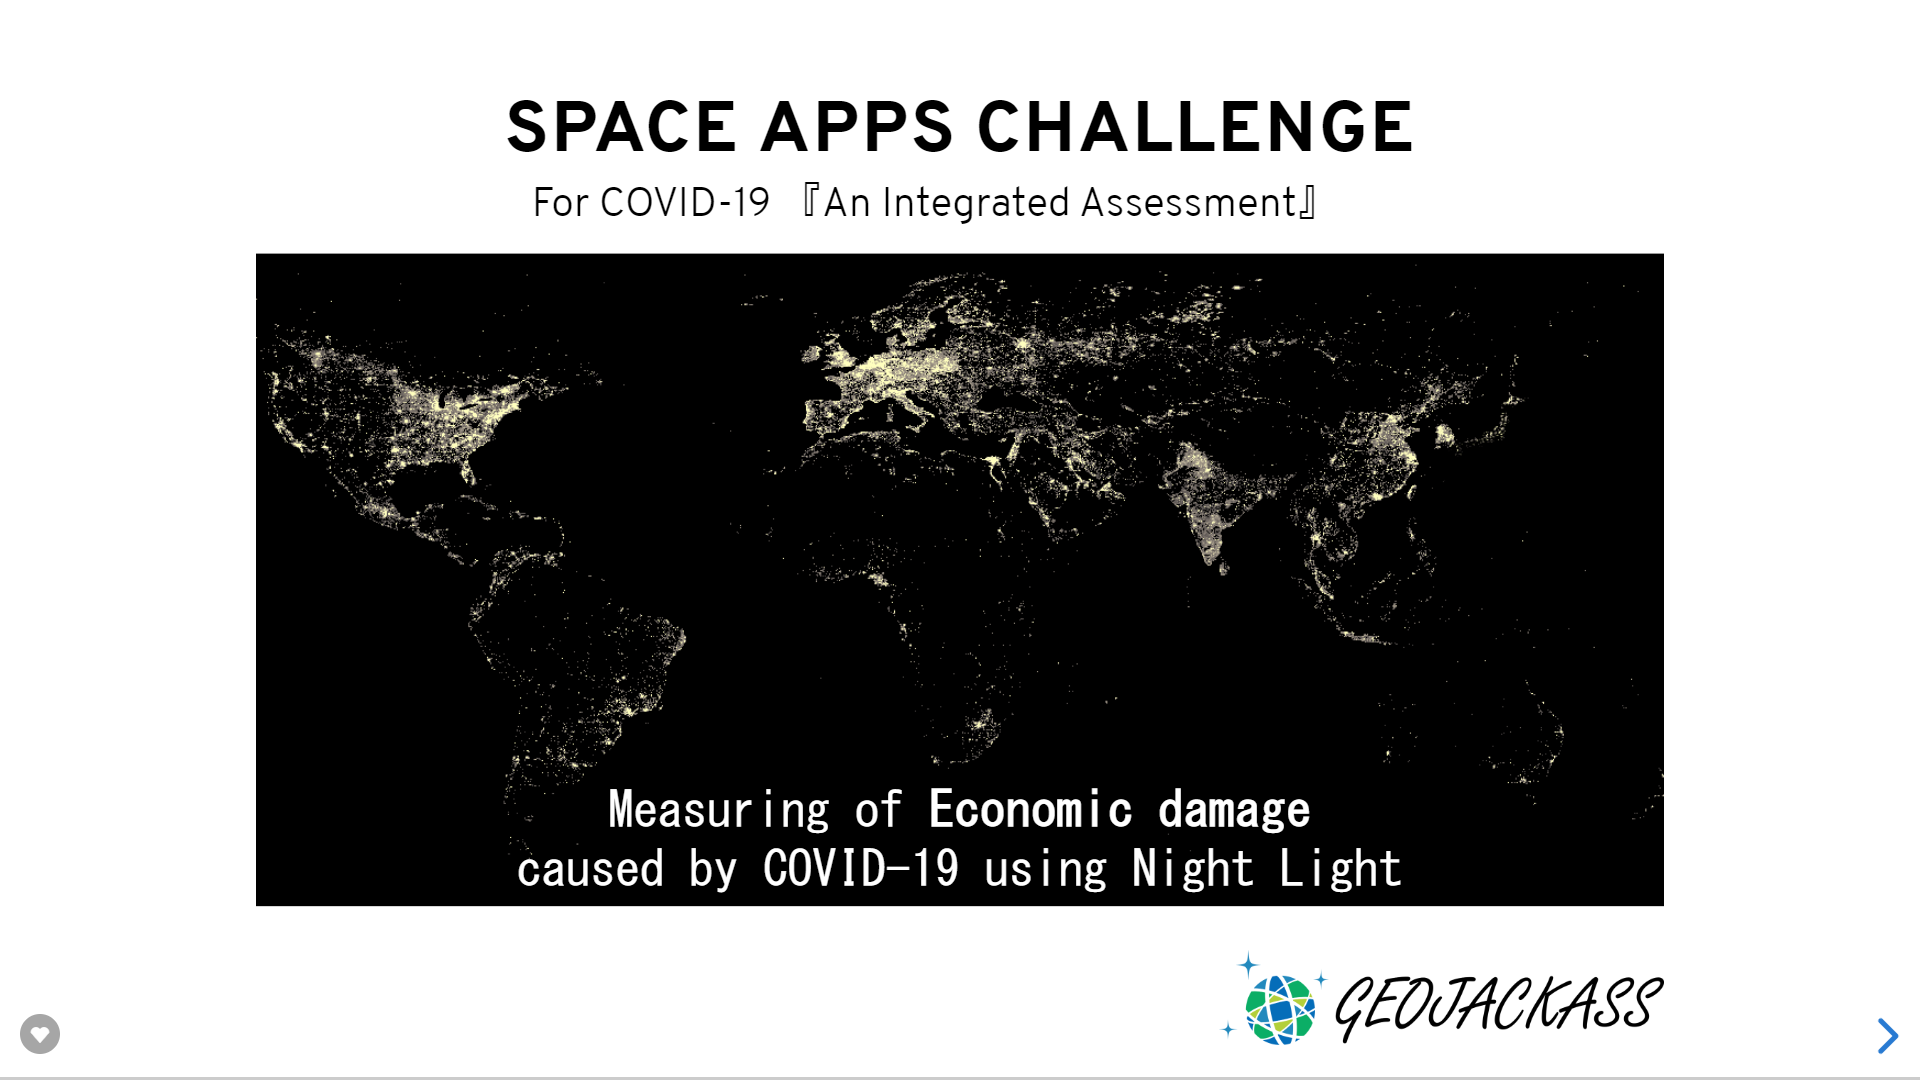 SPACE APPS CHALLENGE
For COVID-19 『An Integrated Assessment』
Measuring of Economic damage
caused by COVID-19 using Night Light
GEOJACKASS